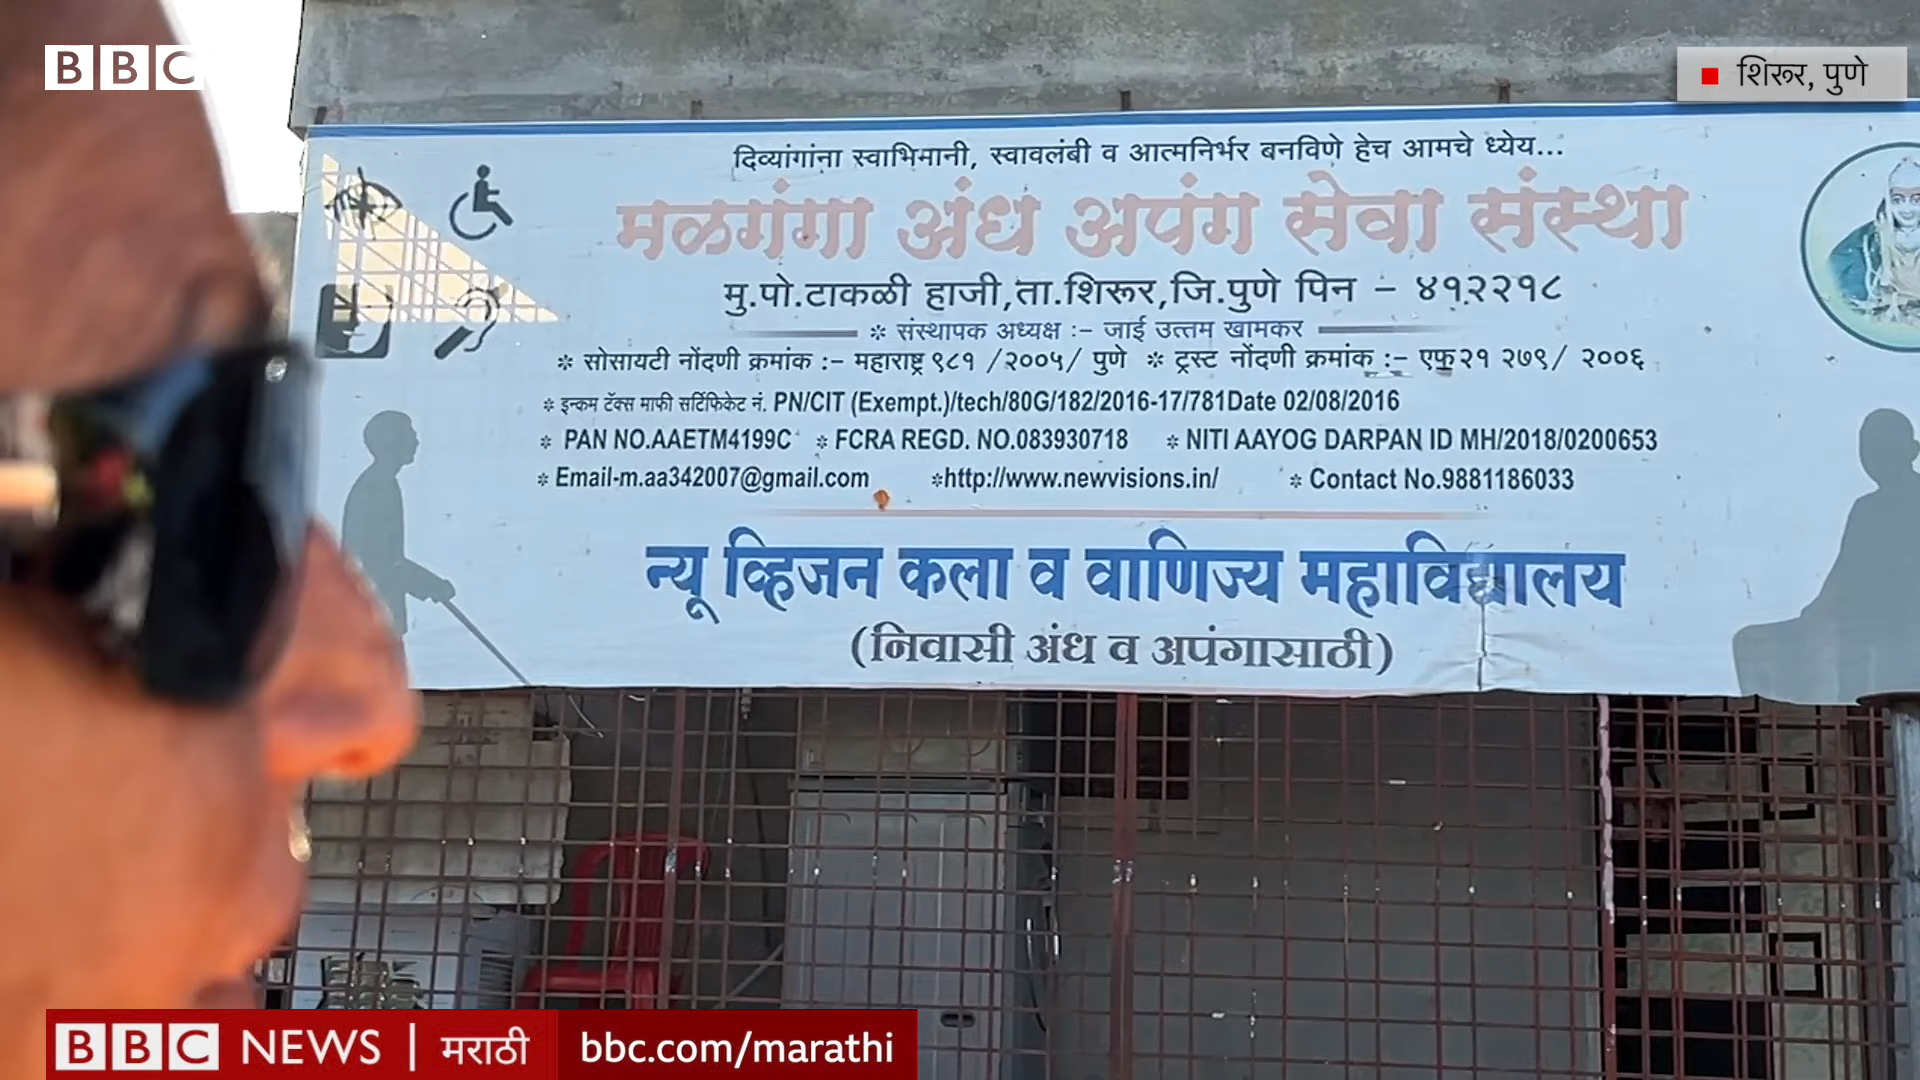 BBC
शिरूर, पुणे
दिव्यांगांना स्वाभिमानी, स्वावलंबी व आत्मनिर्भर बनविणे हेच आमचे ध्येय...
मळगंगा अंध अपंग सेवा संस्था
मु.पो.टाकळी हाजी,ता.शिरूर,जि.पुणे पिन – ४१२२१८
* संस्थापक अध्यक्ष :– जाई उत्तम खामकर
* सोसायटी नोंदणी क्रमांक :– महाराष्ट्र ९८१ /२००५/ पुणे * ट्रस्ट नोंदणी क्रमांक :– एफ२१ २७९/ २००६
* इन्कम टॅक्स माफी सर्टिफिकेट नं. PN/CIT (Exempt.)/tech/80G/182/2016-17/781Date 02/08/2016
* PAN NO.AAETM4199C * FCRA REGD. NO.083930718 * NITI AAYOG DARPAN ID MH/2018/0200653
* Email-m.aa342007@gmail.com *http://www.newvisions.in/ * Contact No.9881186033
न्यू व्हिजन कला व वाणिज्य महाविद्यालय
(निवासी अंध व अपंगासाठी)
BBC NEWS | मराठी bbc.com/marathi